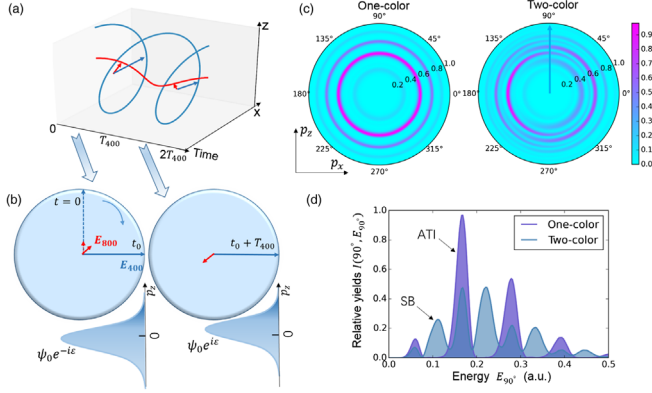 (a)
z
x
0
T400
2T400
Time
(b)
t = 0
E800
t0
E400
t0 + T400
pz
0
ψ0e−iε
pz
0
ψ0eiε
(c)
One-color
90°
135°
45°
180°
0°
0.2 0.4 0.6 0.8 1.0
225°
315°
270°
pz
px
Two-color
90°
135°
45°
180°
0°
0.2 0.4 0.6 0.8 1.0
225°
315°
270°
0.9
0.8
0.7
0.6
0.5
0.4
0.3
0.2
0.1
0.0
(d)
Relative yields I(90°, E90°)
1.0
0.8
0.6
0.4
0.2
0.0
ATI
SB
One-color
Two-color
0.0 0.1 0.2 0.3 0.4 0.5
Energy E90° (a.u.)